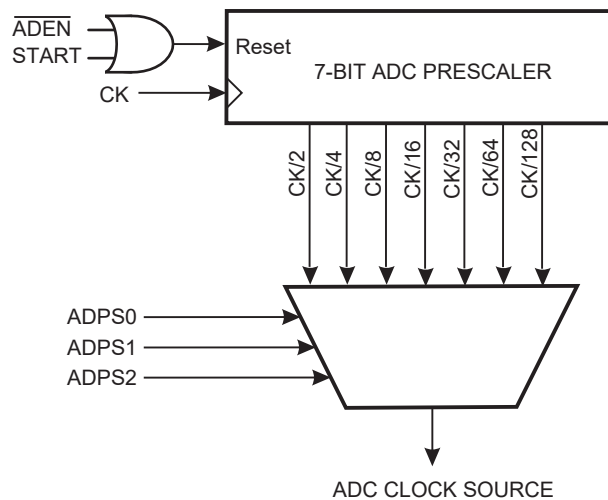 ADEN
START
Reset
7-BIT ADC PRESCALER
CK
CK/2
CK/4
CK/8
CK/16
CK/32
CK/64
CK/128
ADPS0
ADPS1
ADPS2
ADC CLOCK SOURCE